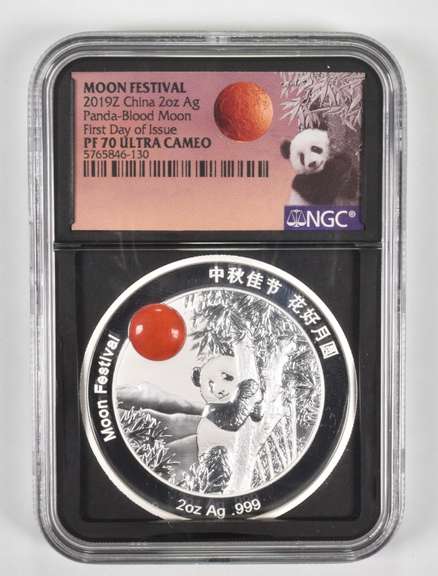 MOON FESTIVAL
2019Z China 2oz Ag
Panda-Blood Moon
First Day of Issue
PF 70 ULTRA CAMEO
5765846-130
NGC®
中秋佳节 花好月圆
Moon Festival
2oz Ag .999